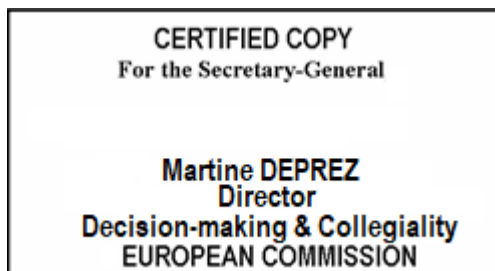 CERTIFIED COPY
For the Secretary-General
Martine DEPREZ
Director
Decision-making & Collegiality
EUROPEAN COMMISSION